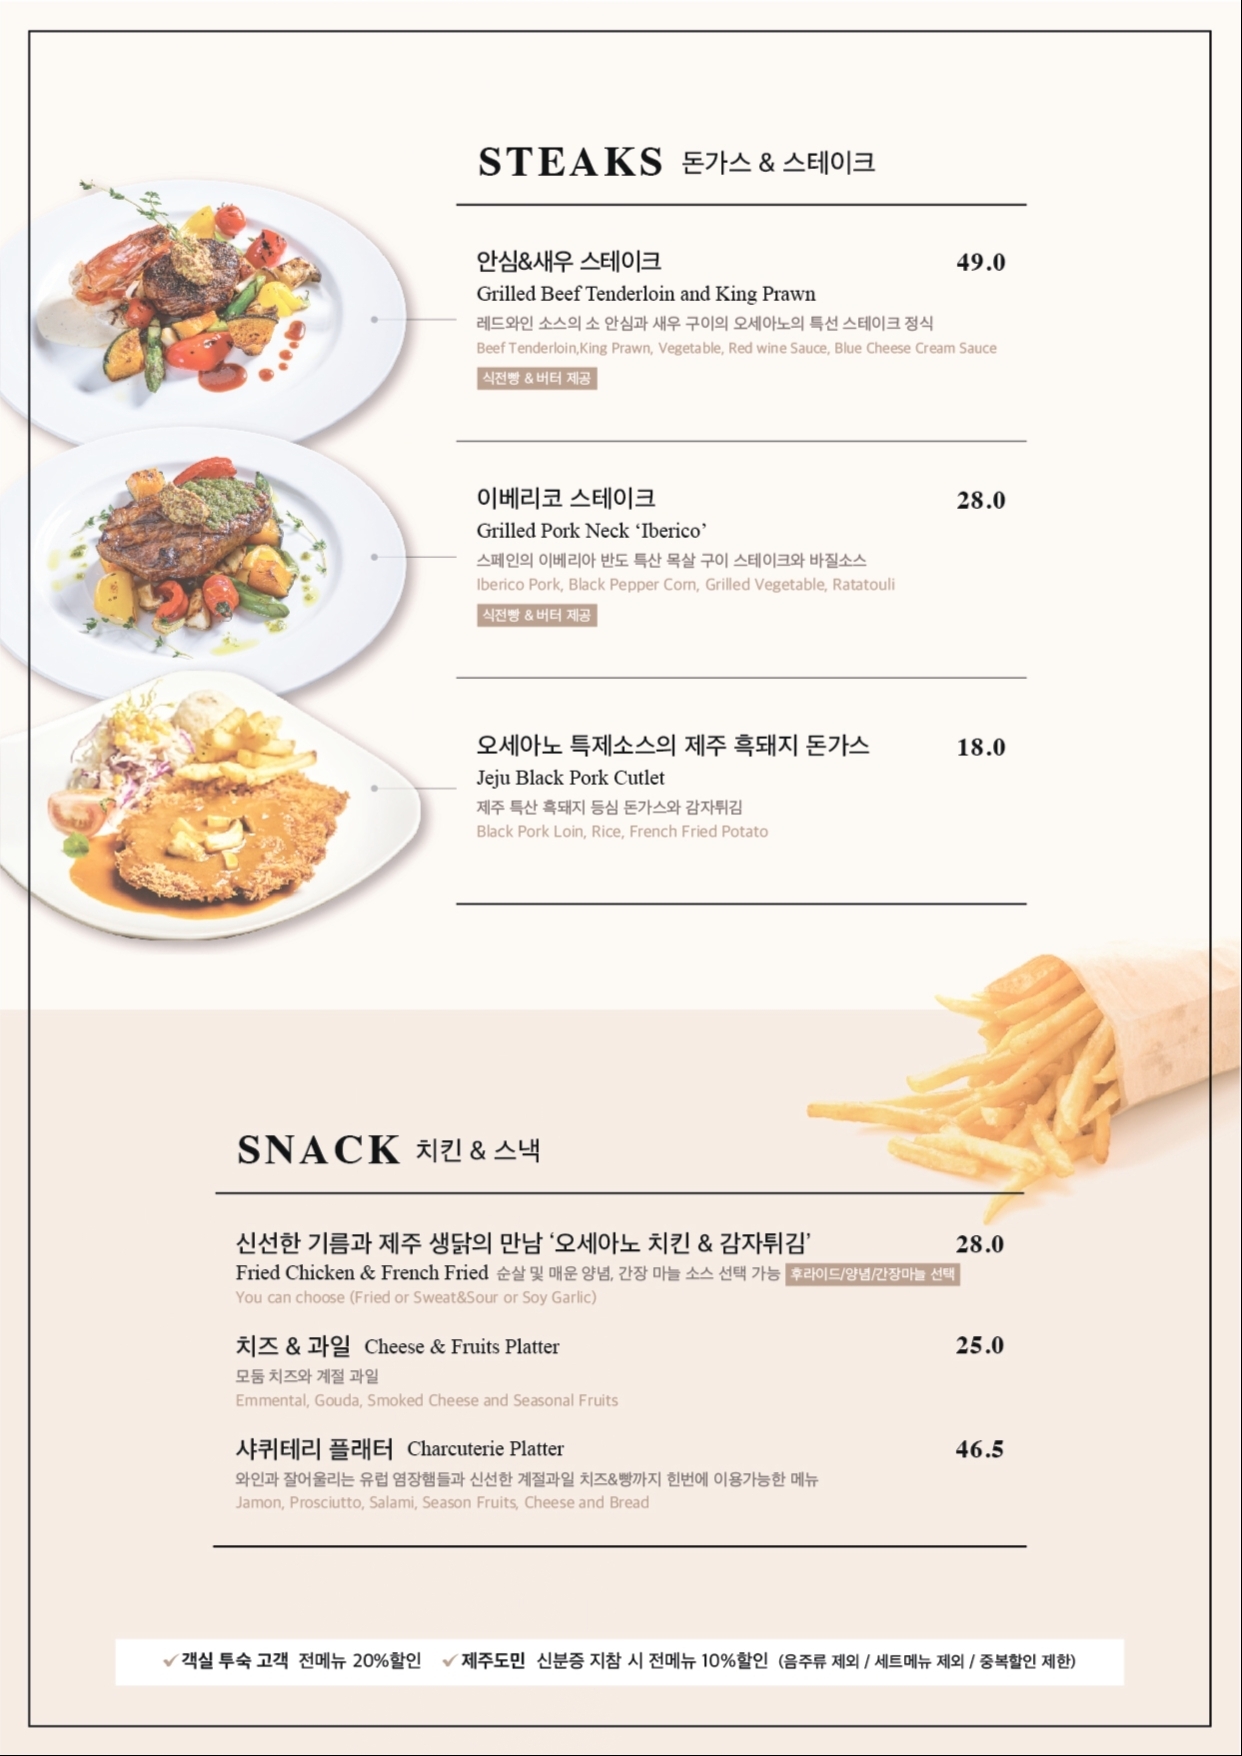 STEAKS 돈가스 & 스테이크
안심&새우 스테이크 49.0
Grilled Beef Tenderloin and King Prawn
레드와인 소스의 소 안심과 새우 구이의 오세아노의 특선 스테이크 정식
Beef Tenderloin,King Prawn, Vegetable, Red wine Sauce, Blue Cheese Cream Sauce
식전빵 & 버터 제공
이베리코 스테이크 28.0
Grilled Pork Neck ‘Iberico’
스페인의 이베리아 반도 특산 목살 구이 스테이크와 바질소스
Iberico Pork, Black Pepper Corn, Grilled Vegetable, Ratatouli
식전빵 & 버터 제공
오세아노 특제소스의 제주 흑돼지 돈가스 18.0
Jeju Black Pork Cutlet
제주 특산 흑돼지 등심 돈가스와 감자튀김
Black Pork Loin, Rice, French Fried Potato
SNACK 치킨 & 스낵
신선한 기름과 제주 생닭의 만남 ‘오세아노 치킨 & 감자튀김’ 28.0
Fried Chicken & French Fried 순살 및 매운 양념, 간장 마늘 소스 선택 가능 후라이드/양념/간장마늘 선택
You can choose (Fried or Sweat&Sour or Soy Garlic)
치즈 & 과일 Cheese & Fruits Platter 25.0
모둠 치즈와 계절 과일
Emmental, Gouda, Smoked Cheese and Seasonal Fruits
샤퀴테리 플래터 Charcuterie Platter 46.5
와인과 잘어울리는 유럽 염장햄들과 신선한 계절과일 치즈&빵까지 한번에 이용가능한 메뉴
Jamon, Prosciutto, Salami, Season Fruits, Cheese and Bread
✓객실 투숙 고객 전메뉴 20%할인 ✓제주도민 신분증 지참 시 전메뉴 10%할인 (음주류 제외 / 세트메뉴 제외 / 중복할인 제한)